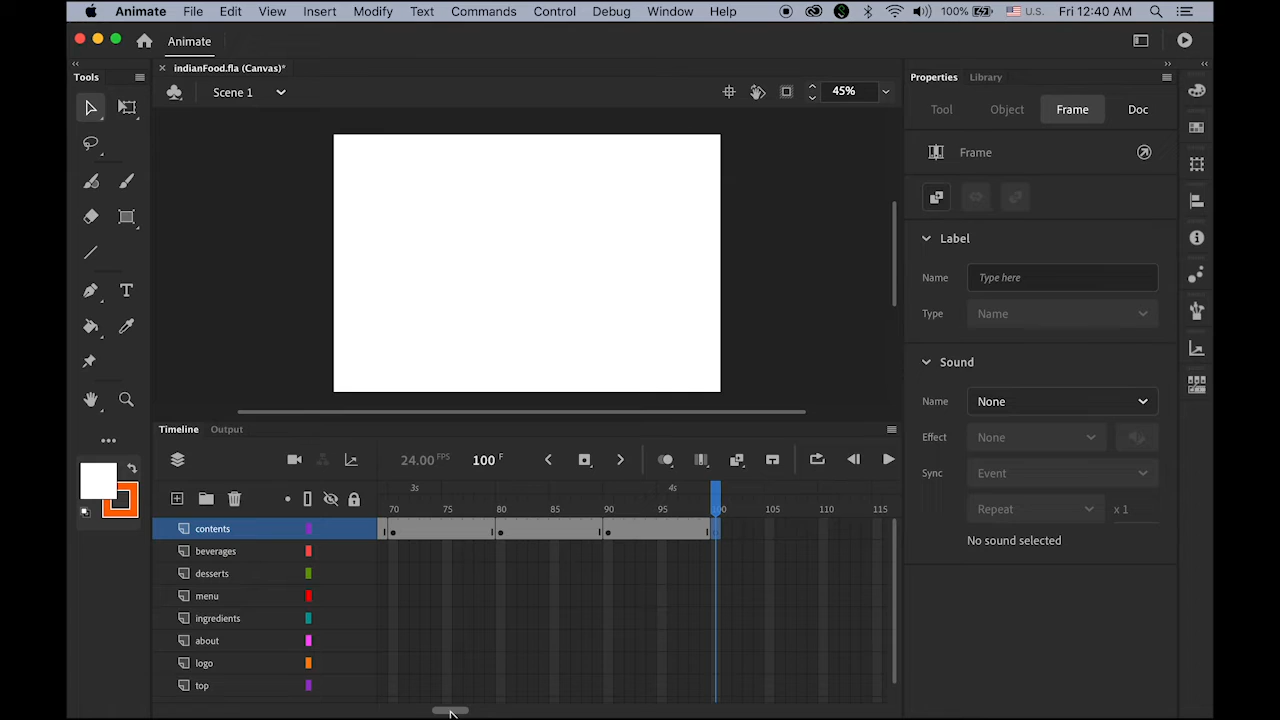 Animate File Edit View Insert Modify Text Commands Control Debug Window Help 100% U.S. Fri 12:40 AM
Animate
Tools
indianFood.fla (Canvas)*
Properties Library
Scene 1
45%
Tool Object Frame Doc
Frame
Label
Name Type here
Type Name
Sound
Name None
Effect None
Sync Event
Repeat x 1
No sound selected
Timeline Output
24.00 FPS 100 F
3s 4s
70 75 80 85 90 95 100 105 110 115
contents
beverages
desserts
menu
ingredients
about
logo
top